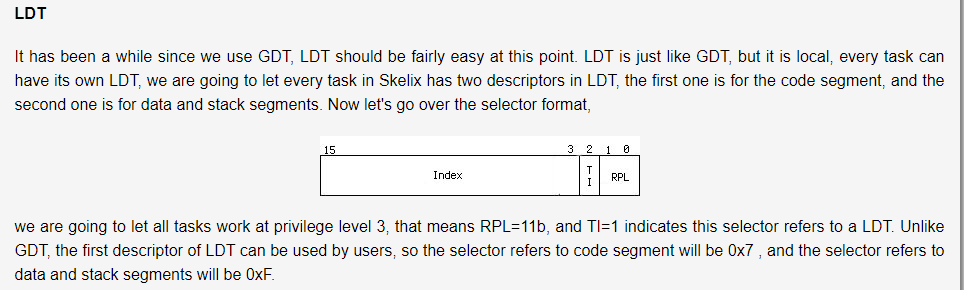 LDT
It has been a while since we use GDT, LDT should be fairly easy at this point. LDT is just like GDT, but it is local, every task can
have its own LDT, we are going to let every task in Skelix has two descriptors in LDT, the first one is for the code segment, and the
second one is for data and stack segments. Now let's go over the selector format,
15 3 2 1 0
Index TI RPL
we are going to let all tasks work at privilege level 3, that means RPL=11b, and TI=1 indicates this selector refers to a LDT. Unlike
GDT, the first descriptor of LDT can be used by users, so the selector refers to code segment will be 0x7 , and the selector refers to
data and stack segments will be 0xF.